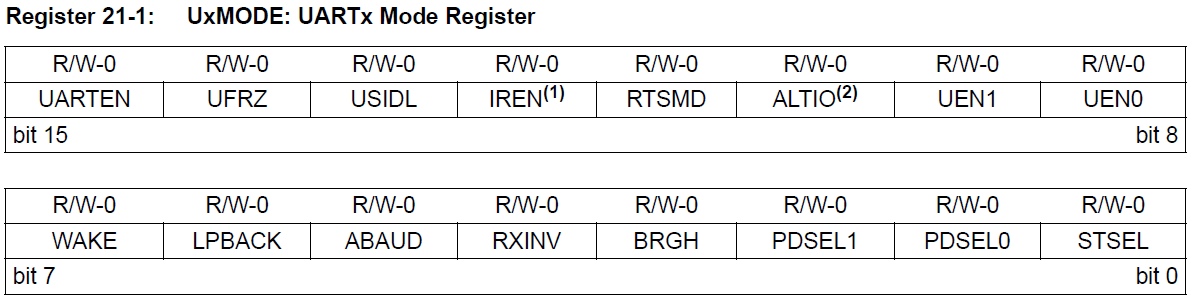 Register 21-1: UxMODE: UARTx Mode Register
R/W-0 R/W-0 R/W-0 R/W-0 R/W-0 R/W-0 R/W-0 R/W-0
UARTEN UFRZ USIDL IREN(1) RTSMD ALTIO(2) UEN1 UEN0
bit 15 bit 8
R/W-0 R/W-0 R/W-0 R/W-0 R/W-0 R/W-0 R/W-0 R/W-0
WAKE LPBACK ABAUD RXINV BRGH PDSEL1 PDSEL0 STSEL
bit 7 bit 0